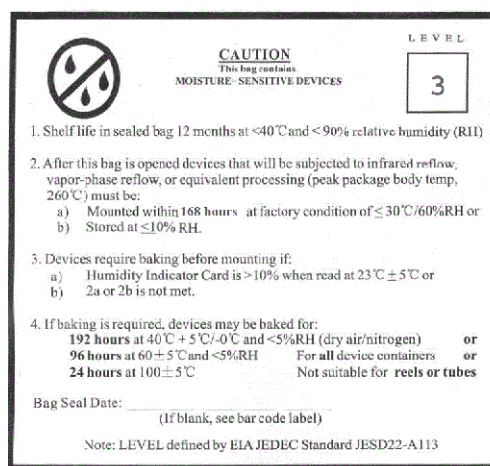 LEVEL
CAUTION
This bag contains
MOISTURE-SENSITIVE DEVICES
3
1. Shelf life in sealed bag 12 months at <40℃and < 90% relative humidity (RH)
2. After this bag is opened devices that will be subjected to infrared reflow,
vapor-phase reflow, or equivalent processing (peak package body temp,
260℃) must be:
a) Mounted within 168 hours at factory condition of ≤ 30℃/60%RH or
b) Stored at ≤10% RH.
3. Devices require baking before mounting if:
a) Humidity Indicator Card is >10% when read at 23℃±5℃ or
b) 2a or 2b is not met.
4. If baking is required, devices may be baked for:
192 hours at 40℃ + 5℃/-0℃ and <5%RH (dry air/nitrogen) or
96 hours at 60±5℃and <5%RH For all device containers or
24 hours at 100±5℃ Not suitable for reels or tubes
Bag Seal Date:
(If blank, see bar code label)
Note: LEVEL defined by EIA JEDEC Standard JESD22-A113